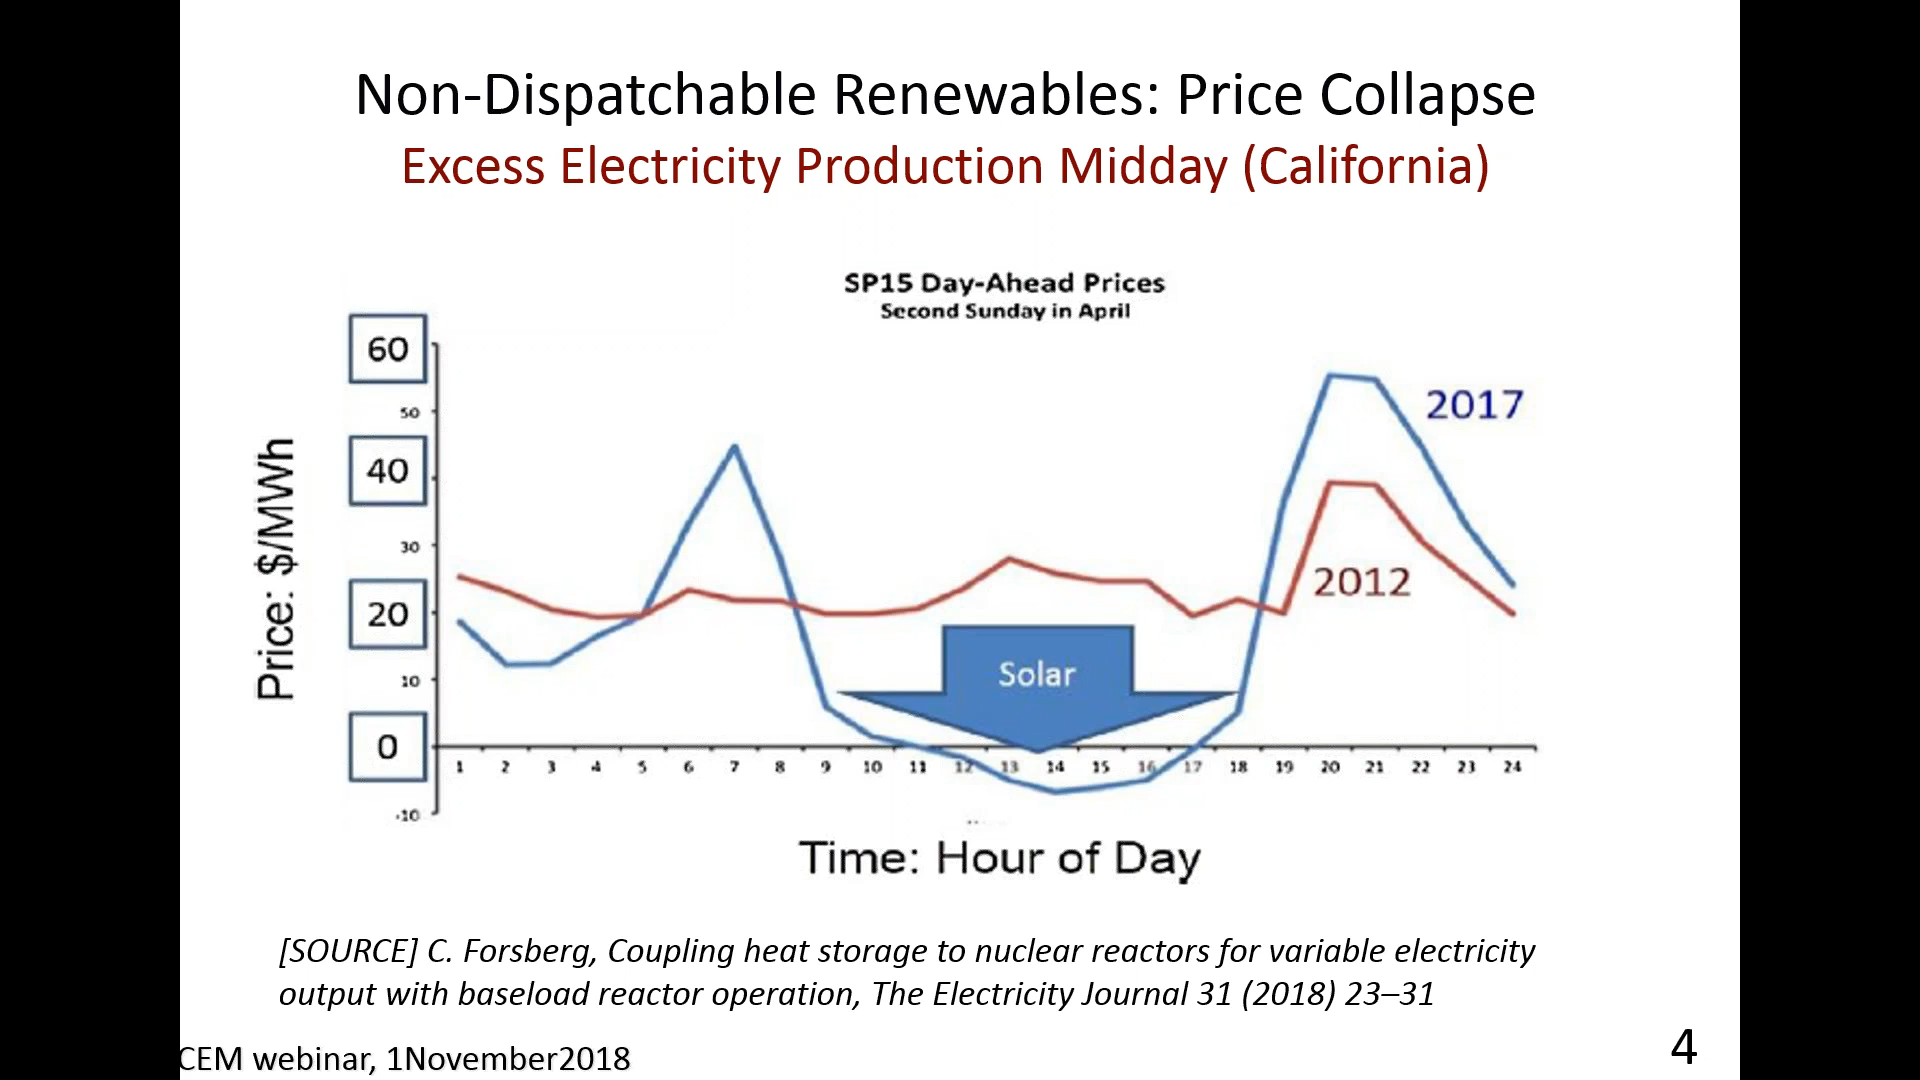 Non-Dispatchable Renewables: Price Collapse
Excess Electricity Production Midday (California)
SP15 Day-Ahead Prices
Second Sunday in April
60
50
40
30
20
10
0
-10
Price: $/MWh
2017
2012
Solar
1 2 3 4 5 6 7 8 9 10 11 12 13 14 15 16 17 18 19 20 21 22 23 24
Time: Hour of Day
[SOURCE] C. Forsberg, Coupling heat storage to nuclear reactors for variable electricity
output with baseload reactor operation, The Electricity Journal 31 (2018) 23–31
CEM webinar, 1November2018
4